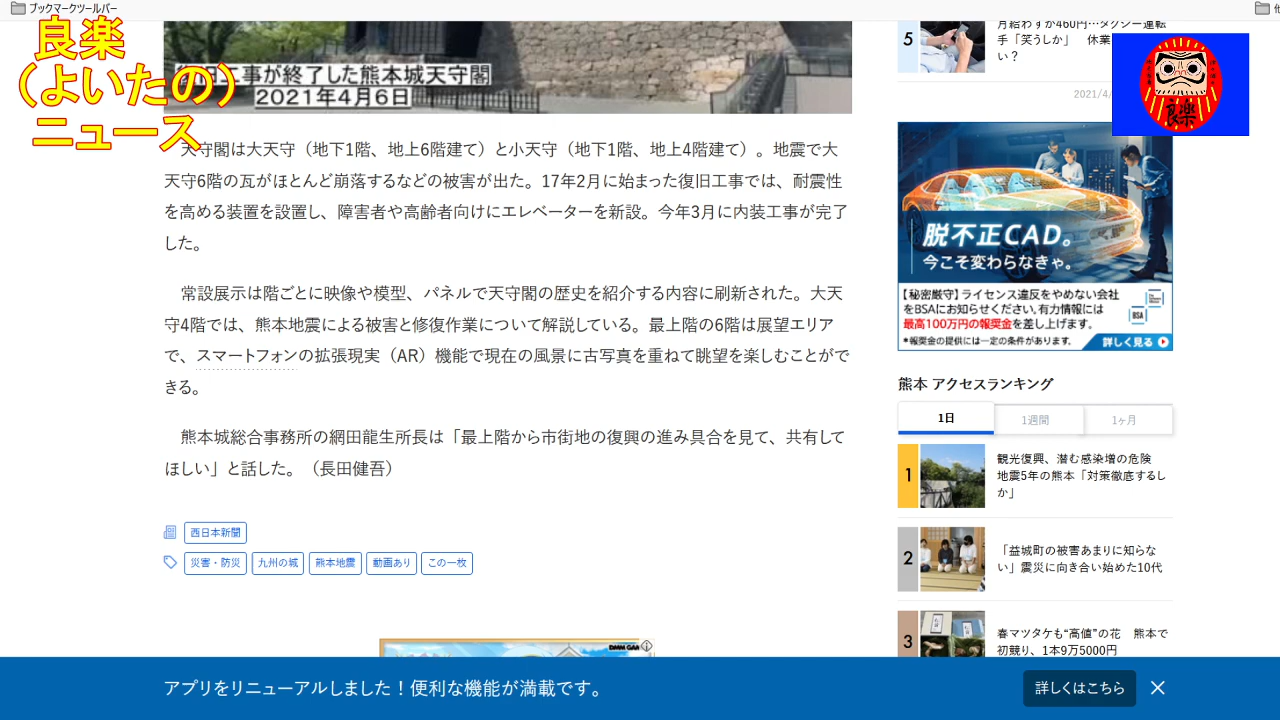 ブックマークツールバー
良楽
（よいたの）
ニュース
工事が終了した熊本城天守閣
2021年4月6日
天守閣は大天守（地下1階、地上6階建て）と小天守（地下1階、地上4階建て）。地震で大
天守6階の瓦がほとんど崩落するなどの被害が出た。17年2月に始まった復旧工事では、耐震性
を高める装置を設置し、障害者や高齢者向けにエレベーターを新設。今年3月に内装工事が完了
した。
常設展示は階ごとに映像や模型、パネルで天守閣の歴史を紹介する内容に刷新された。大天
守4階では、熊本地震による被害と修復作業について解説している。最上階の6階は展望エリア
で、スマートフォンの拡張現実（AR）機能で現在の風景に古写真を重ねて眺望を楽しむことがで
きる。
熊本城総合事務所の網田龍生所長は「最上階から市街地の復興の進み具合を見て、共有して
ほしい」と話した。（長田健吾）
西日本新聞
災害・防災 九州の城 熊本地震 動画あり この一枚
DMM GAM
アプリをリニューアルしました！便利な機能が満載です。
詳しくはこちら
5
月給わずか460円…タクシー運転
手「笑うしか」 休業
い？
2021/4/
良楽
脱不正CAD。
今こそ変わらなきゃ。
【秘密厳守】ライセンス違反をやめない会社
をBSAにお知らせください。有力情報には
最高100万円の報奨金を差し上げます。
＊報奨金の提供には一定の条件があります。
BSA
詳しく見る
熊本 アクセスランキング
1日 1週間 1ヶ月
1
観光復興、潜む感染増の危険
地震5年の熊本「対策徹底するし
か」
2
「益城町の被害あまりに知らな
い」震災に向き合い始めた10代
3
春マツタケも“高値”の花 熊本で
初競り、1本9万5000円